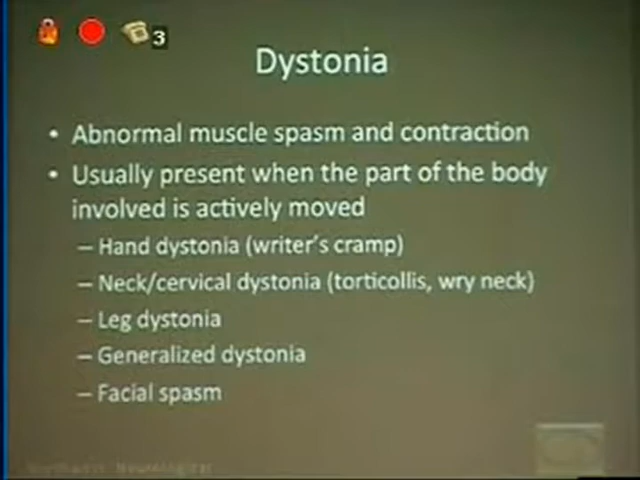 3
Dystonia
• Abnormal muscle spasm and contraction
• Usually present when the part of the body
involved is actively moved
– Hand dystonia (writer's cramp)
– Neck/cervical dystonia (torticollis, wry neck)
– Leg dystonia
– Generalized dystonia
– Facial spasm